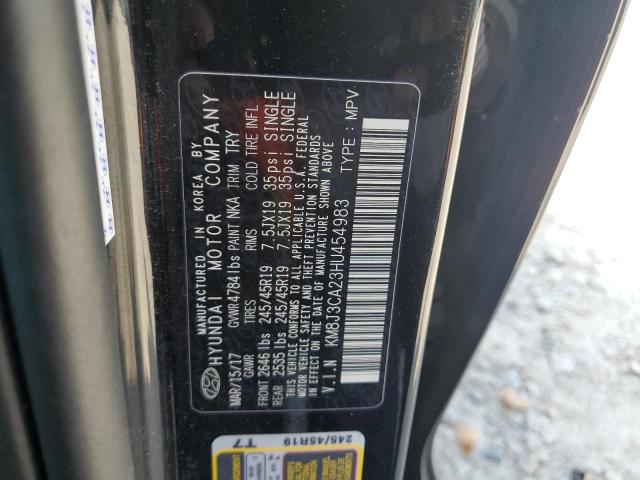 MANUFACTURED IN KOREA BY
HYUNDAI MOTOR COMPANY
MAR/15/17 GVWR 4784 lbs PAINT NKA TRIM TRY
GAWR RIMS COLD TIRE INFL
FRONT 2646 lbs 245/45R19 7.5JX19 35psi SINGLE
REAR 2535 lbs 245/45R19 7.5JX19 35psi SINGLE
THIS VEHICLE CONFORMS TO ALL APPLICABLE U.S.A. FEDERAL
MOTOR VEHICLE SAFETY, BUMPER, AND THEFT PREVENTION STANDARDS
IN EFFECT ON THE DATE OF MANUFACTURE SHOWN ABOVE
V.I.N KM8J3CA23HU454983 TYPE : MPV
T7
245/45R19